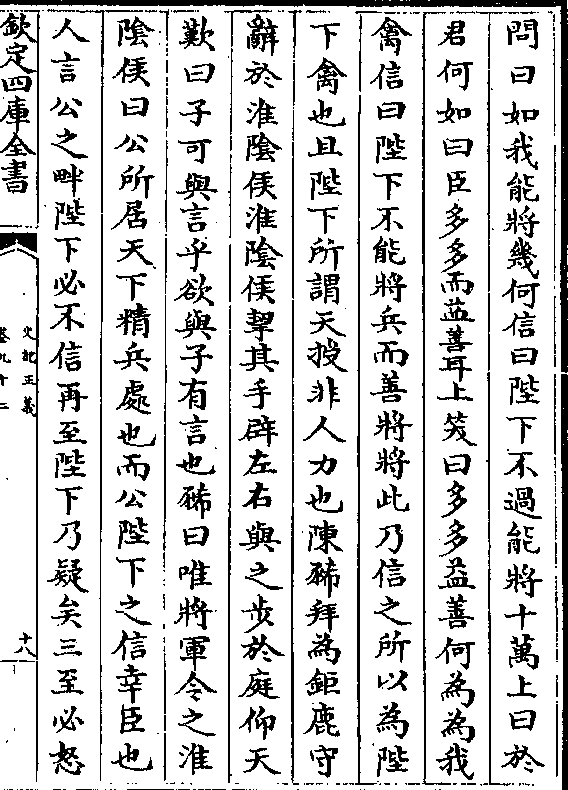 問曰如我能將幾何信曰陛下不過能將十萬上曰於
君何如曰臣多多而益善耳上笑曰多多益善何為為我
禽信曰陛下不能將兵而善將將此乃信之所以為陛
下禽也且陛下所謂天授非人力也陳豨拜為鉅鹿守
辭於淮陰侯淮陰侯挈其手辟左右與之步於庭仰天
歎曰子可與言乎欲與子有言也豨曰唯將軍令之淮
陰侯曰公所居天下精兵處也而公陛下之信幸臣也
人言公之畔陛下必不信再至陛下乃疑矣三至必怒
欽定四庫全書
史記正義
卷九十二
十八